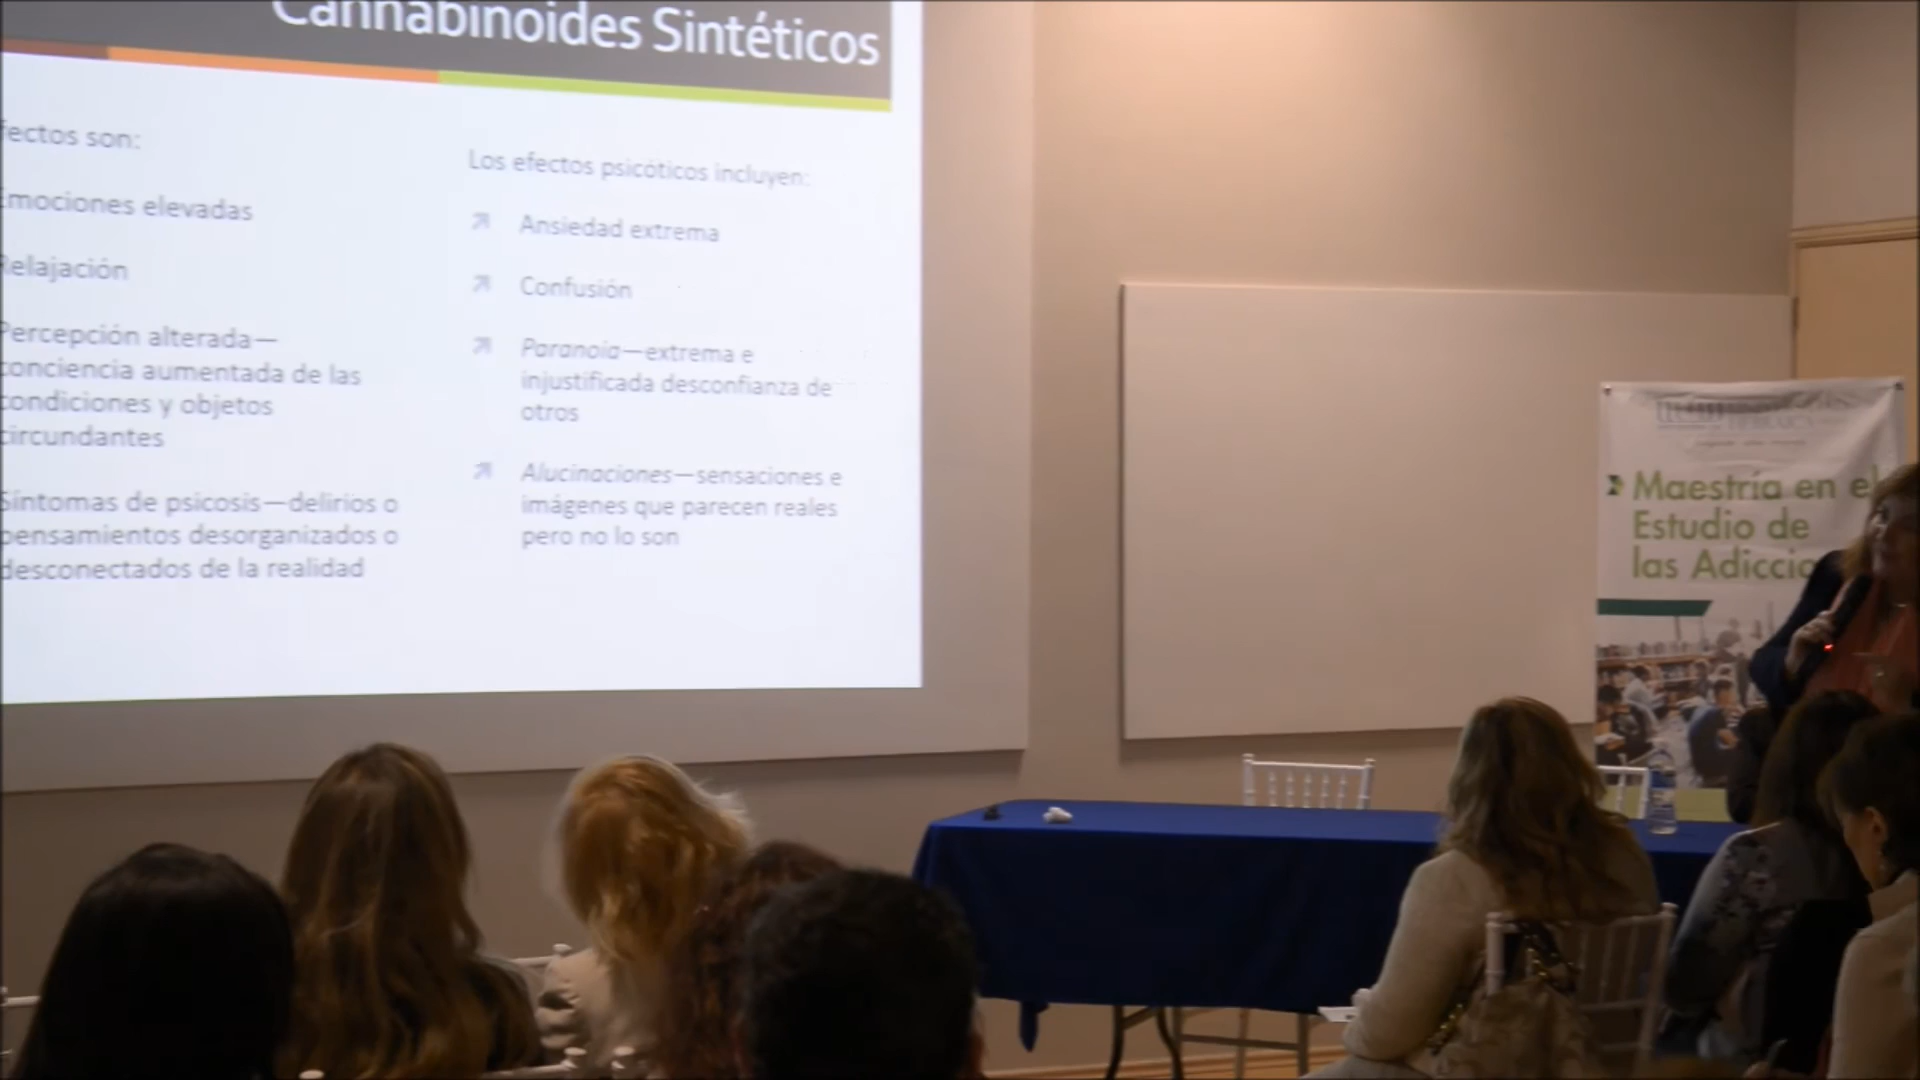 Cannabinoides Sintéticos
fectos son:
Emociones elevadas
Relajación
Percepción alterada—
conciencia aumentada de las
condiciones y objetos
circundantes
Síntomas de psicosis—delirios o
pensamientos desorganizados o
desconectados de la realidad
Los efectos psicóticos incluyen:
Ansiedad extrema
Confusión
Paranoia—extrema e
injustificada desconfianza de
otros
Alucinaciones—sensaciones e
imágenes que parecen reales
pero no lo son
Maestría en el
Estudio de
las Adiccio